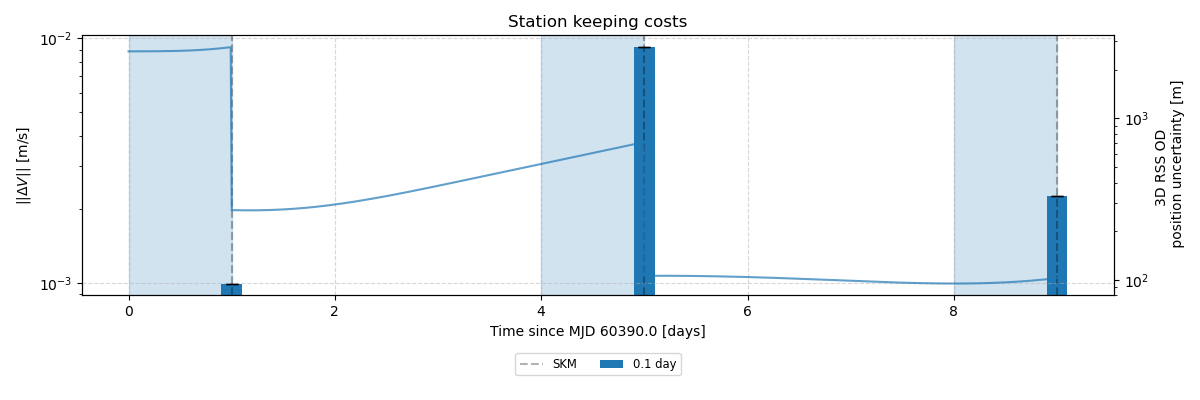 Station keeping costs
10⁻²
10⁻³
||ΔV|| [m/s]
10³
10²
3D RSS OD
position uncertainty [m]
0 2 4 6 8
Time since MJD 60390.0 [days]
SKM 0.1 day